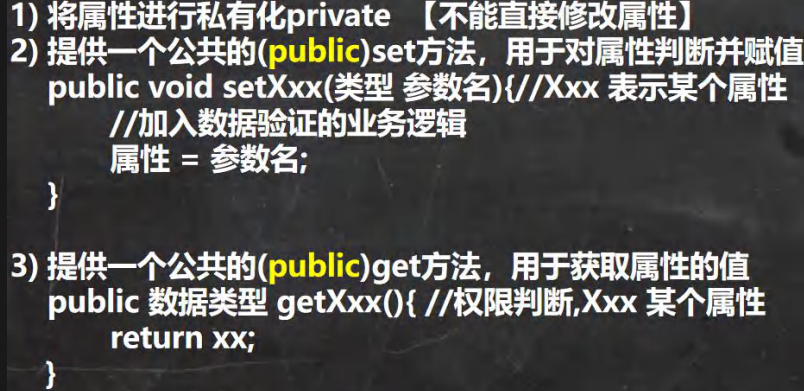 1) 将属性进行私有化private 【不能直接修改属性】
2) 提供一个公共的(public)set方法，用于对属性判断并赋值
public void setXxx(类型 参数名){//Xxx 表示某个属性
//加入数据验证的业务逻辑
属性 = 参数名;
}
3) 提供一个公共的(public)get方法，用于获取属性的值
public 数据类型 getXxx(){ //权限判断,Xxx 某个属性
return xx;
}